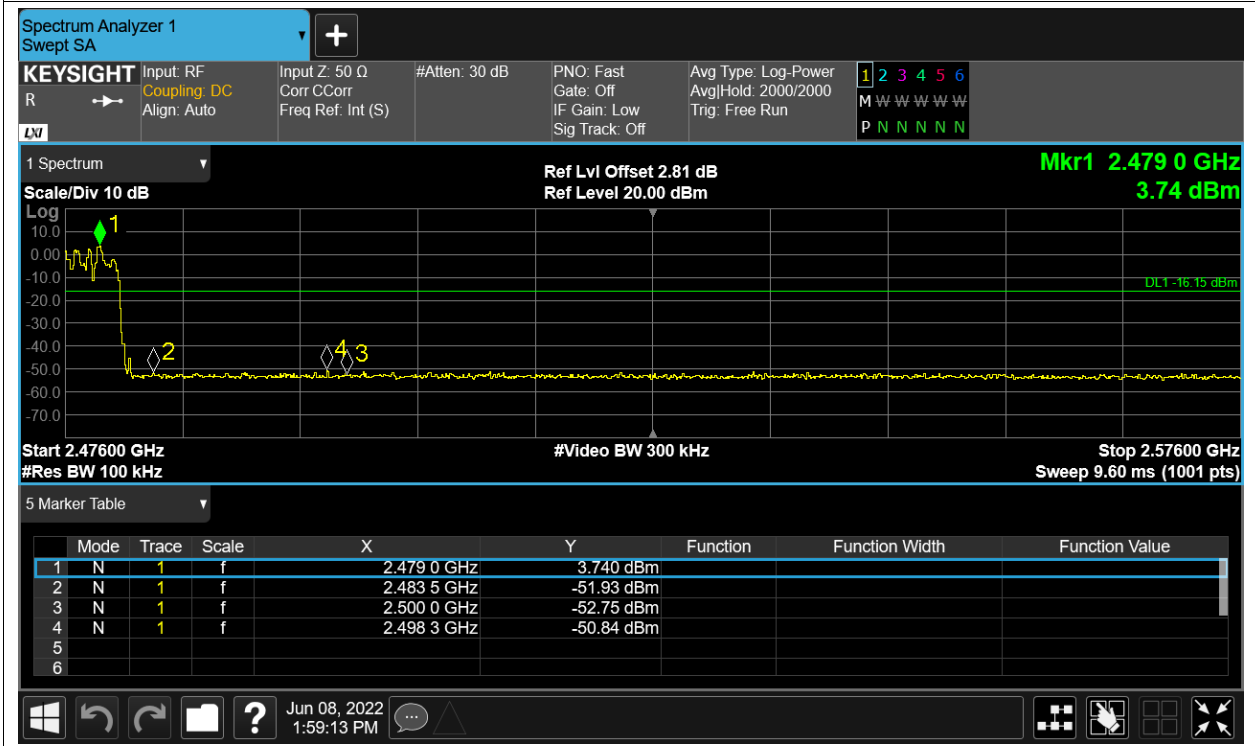 Spectrum Analyzer 1
Swept SA
KEYSIGHT
R
LXI
Input: RF
Coupling: DC
Align: Auto
Input Z: 50 Ω
Corr CCorr
Freq Ref: Int (S)
#Atten: 30 dB
PNO: Fast
Gate: Off
IF Gain: Low
Sig Track: Off
Avg Type: Log-Power
Avg|Hold: 2000/2000
Trig: Free Run
1 2 3 4 5 6
M W W W W W
P N N N N N
1 Spectrum
Scale/Div 10 dB
Ref Lvl Offset 2.81 dB
Ref Level 20.00 dBm
Mkr1 2.479 0 GHz
3.74 dBm
Log
10.0
0.00
-10.0
-20.0
-30.0
-40.0
-50.0
-60.0
-70.0
1
2
4
3
DL1 -16.15 dBm
Start 2.47600 GHz
#Res BW 100 kHz
#Video BW 300 kHz
Stop 2.57600 GHz
Sweep 9.60 ms (1001 pts)
5 Marker Table
Mode Trace Scale X Y Function Function Width Function Value
1 N 1 f 2.479 0 GHz 3.740 dBm
2 N 1 f 2.483 5 GHz -51.93 dBm
3 N 1 f 2.500 0 GHz -52.75 dBm
4 N 1 f 2.498 3 GHz -50.84 dBm
5
6
?
Jun 08, 2022
1:59:13 PM